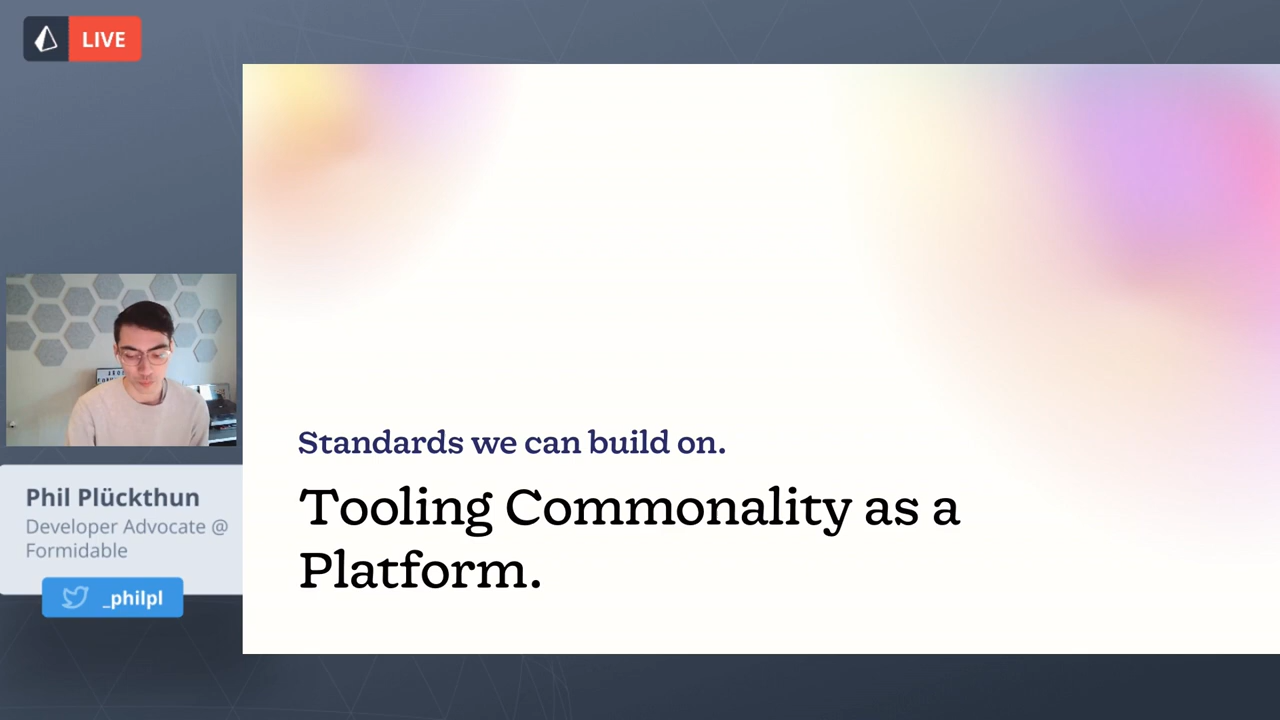 LIVE
Standards we can build on.
Tooling Commonality as a
Platform.
Phil Plückthun
Developer Advocate @
Formidable
_philpl